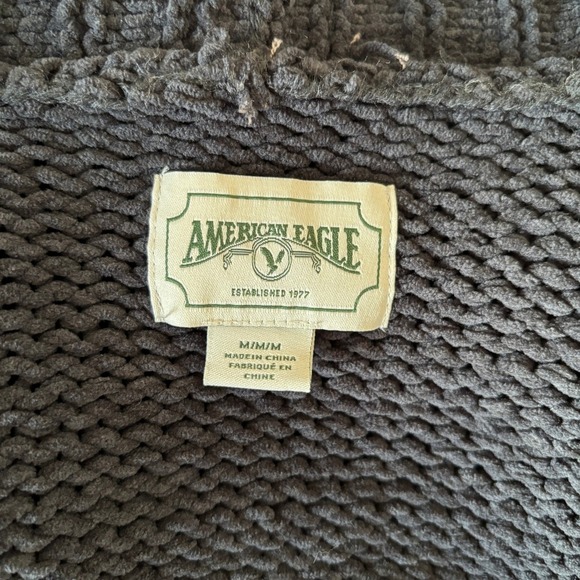 AMERICAN EAGLE
ESTABLISHED 1977
M/M/M
MADE IN CHINA
FABRIQUÉ EN
CHINE